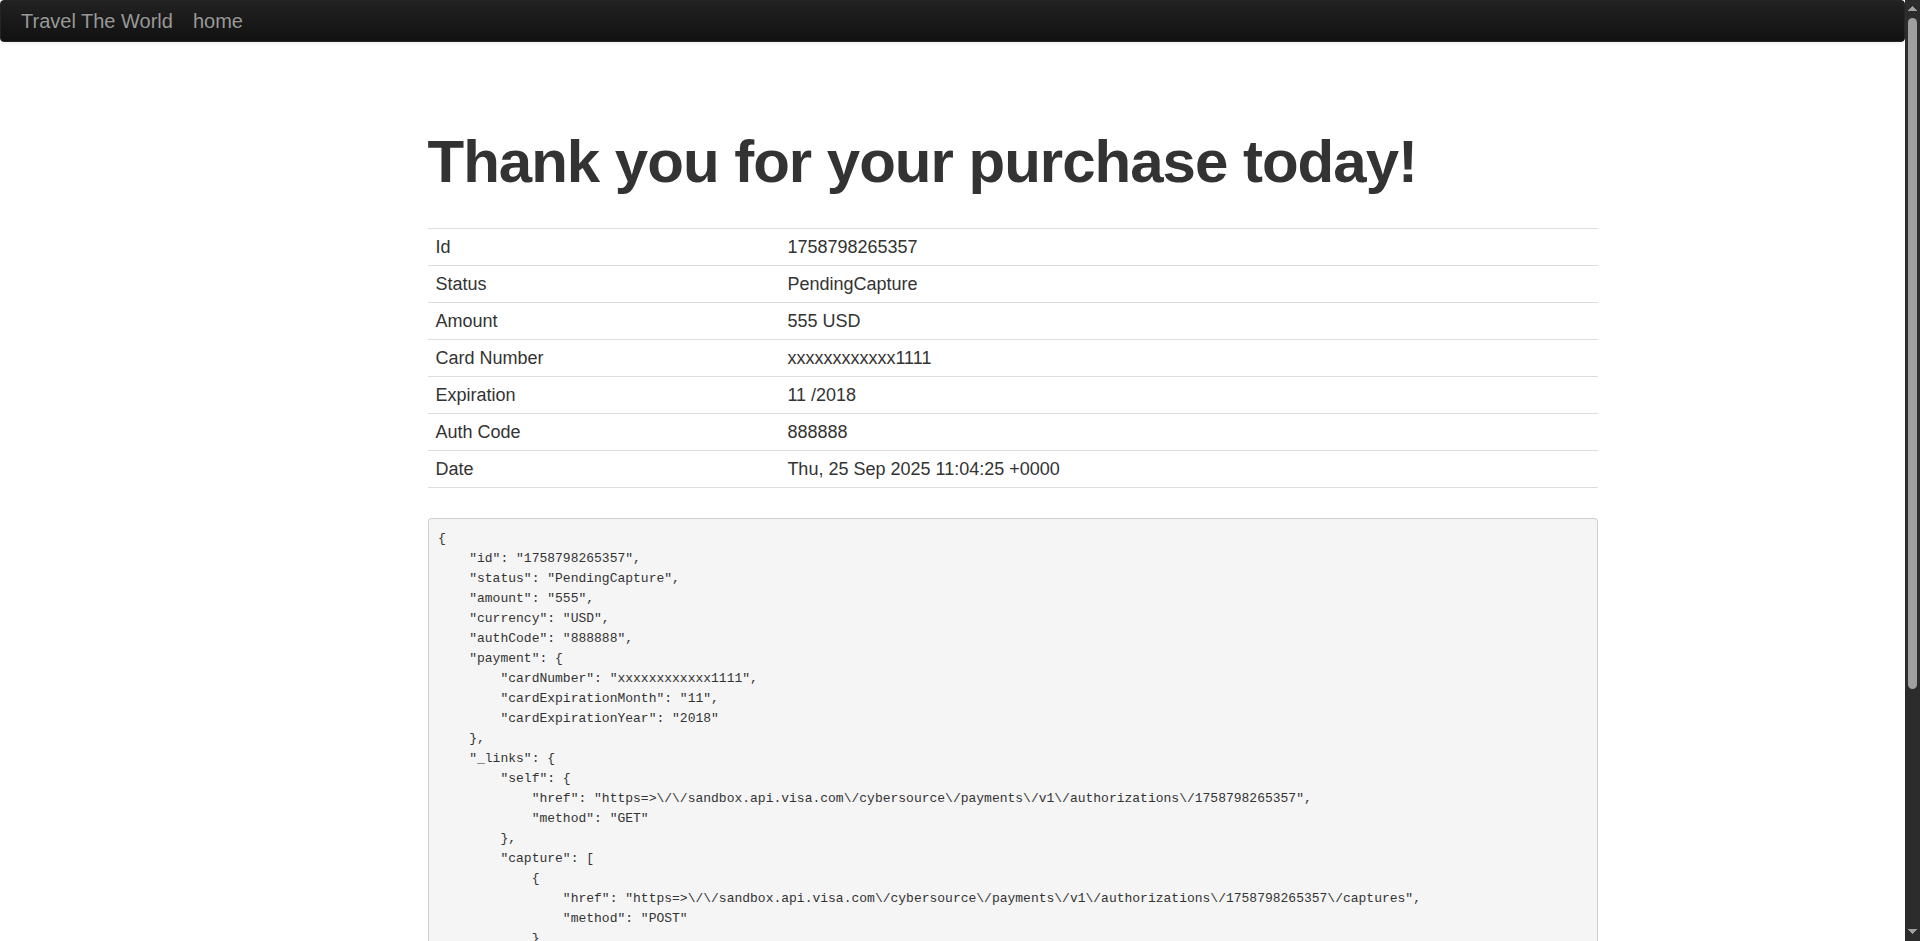 Travel The World home
Thank you for your purchase today!
Id 1758798265357
Status PendingCapture
Amount 555 USD
Card Number xxxxxxxxxxxx1111
Expiration 11 /2018
Auth Code 888888
Date Thu, 25 Sep 2025 11:04:25 +0000
{
    "id": "1758798265357",
    "status": "PendingCapture",
    "amount": "555",
    "currency": "USD",
    "authCode": "888888",
    "payment": {
        "cardNumber": "xxxxxxxxxxxx1111",
        "cardExpirationMonth": "11",
        "cardExpirationYear": "2018"
    },
    "_links": {
        "self": {
            "href": "https=>\/\/sandbox.api.visa.com\/cybersource\/payments\/v1\/authorizations\/1758798265357",
            "method": "GET"
        },
        "capture": [
            {
                "href": "https=>\/\/sandbox.api.visa.com\/cybersource\/payments\/v1\/authorizations\/1758798265357\/captures",
                "method": "POST"
            }